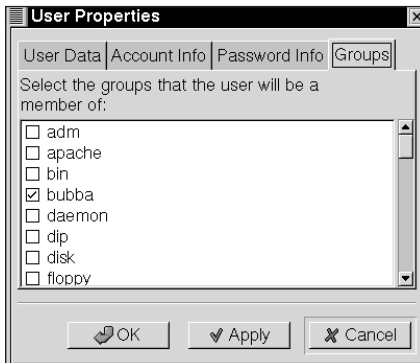 User Properties
User Data Account Info Password Info Groups
Select the groups that the user will be a
member of:
adm
apache
bin
bubba
daemon
dip
disk
floppy
OK Apply Cancel